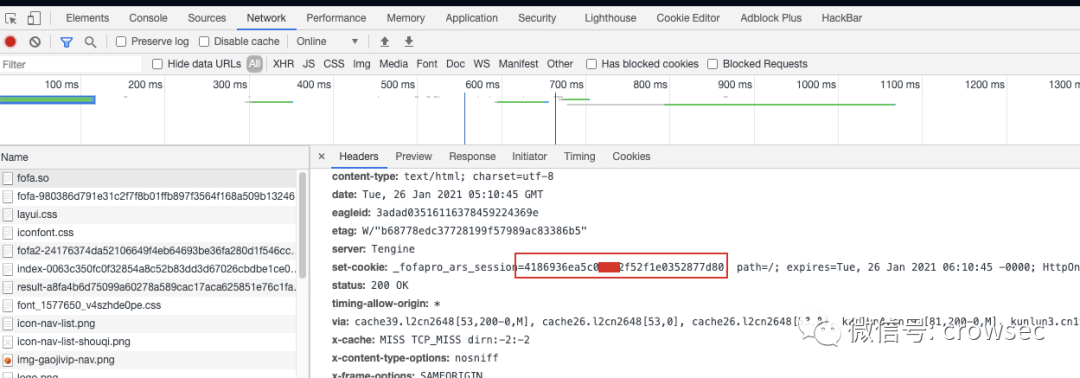 Elements Console Sources Network Performance Memory Application Security Lighthouse Cookie Editor Adblock Plus HackBar
Preserve log Disable cache Online
Filter Hide data URLs All XHR JS CSS Img Media Font Doc WS Manifest Other Has blocked cookies Blocked Requests
100 ms 200 ms 300 ms 400 ms 500 ms 600 ms 700 ms 800 ms 900 ms 1000 ms 1100 ms 1200 ms 1300 m
Name × Headers Preview Response Initiator Timing Cookies
fofa.so
fofa-980386d791e31c2f7f8b01ffb897f3564f168a509b13246
layui.css
iconfont.css
fofa2-24176374da52106649f4eb64693be36fa280d1f546cc...
index-0063c350fc0f32854a8c52b83dd3d67026cbdbe1ce0...
result-a8fa4b6d75099a60278a589cac17aca625851e76c1fa.
font_1577650_v4szhde0pe.css
icon-nav-list.png
icon-nav-list-shouqi.png
img-gaojivip-nav.png
logo.png
content-type: text/html; charset=utf-8
date: Tue, 26 Jan 2021 05:10:45 GMT
eagleid: 3adad03516116378459224369e
etag: W/"b68778edc37728199f57989ac83386b5"
server: Tengine
set-cookie: _fofapro_ars_session=4186936ea5c0 2f52f1e0352877d80 path=/; expires=Tue, 26 Jan 2021 06:10:45 -0000; HttpOn
status: 200 OK
timing-allow-origin: *
via: cache39.l2cn2648[53,200-0,M], cache26.l2cn2648[53,0], cache26.l2cn2648[
x-cache: MISS TCP_MISS dirn:-2:-2
x-content-type-options: nosniff
x-frame-options: SAMEORIGIN
微信号: crowsec